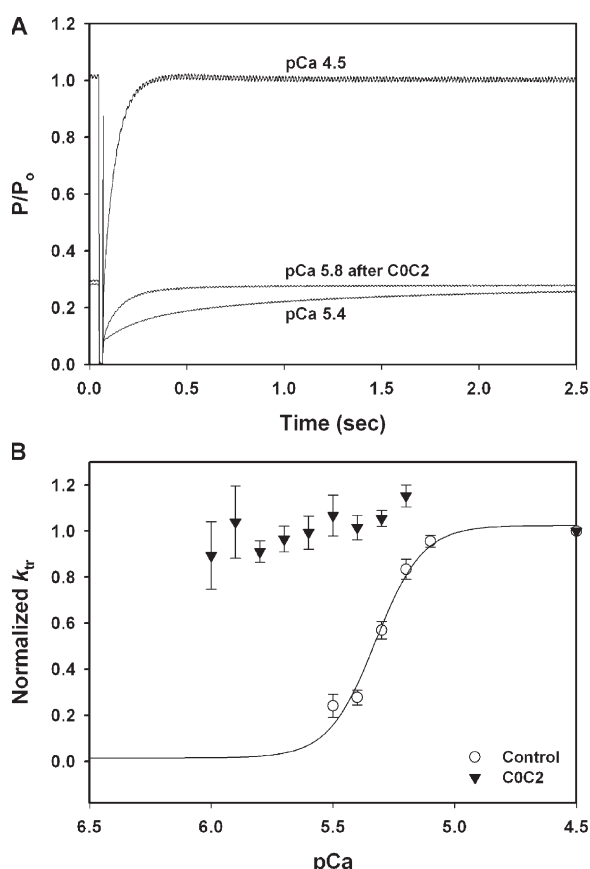 A
1.2
1.0
0.8
0.6
0.4
0.2
0.0
P/Po
pCa 4.5
pCa 5.8 after C0C2
pCa 5.4
0.0 0.5 1.0 1.5 2.0 2.5
Time (sec)
B
1.2
1.0
0.8
0.6
0.4
0.2
0.0
Normalized ktr
Control
C0C2
6.5 6.0 5.5 5.0 4.5
pCa